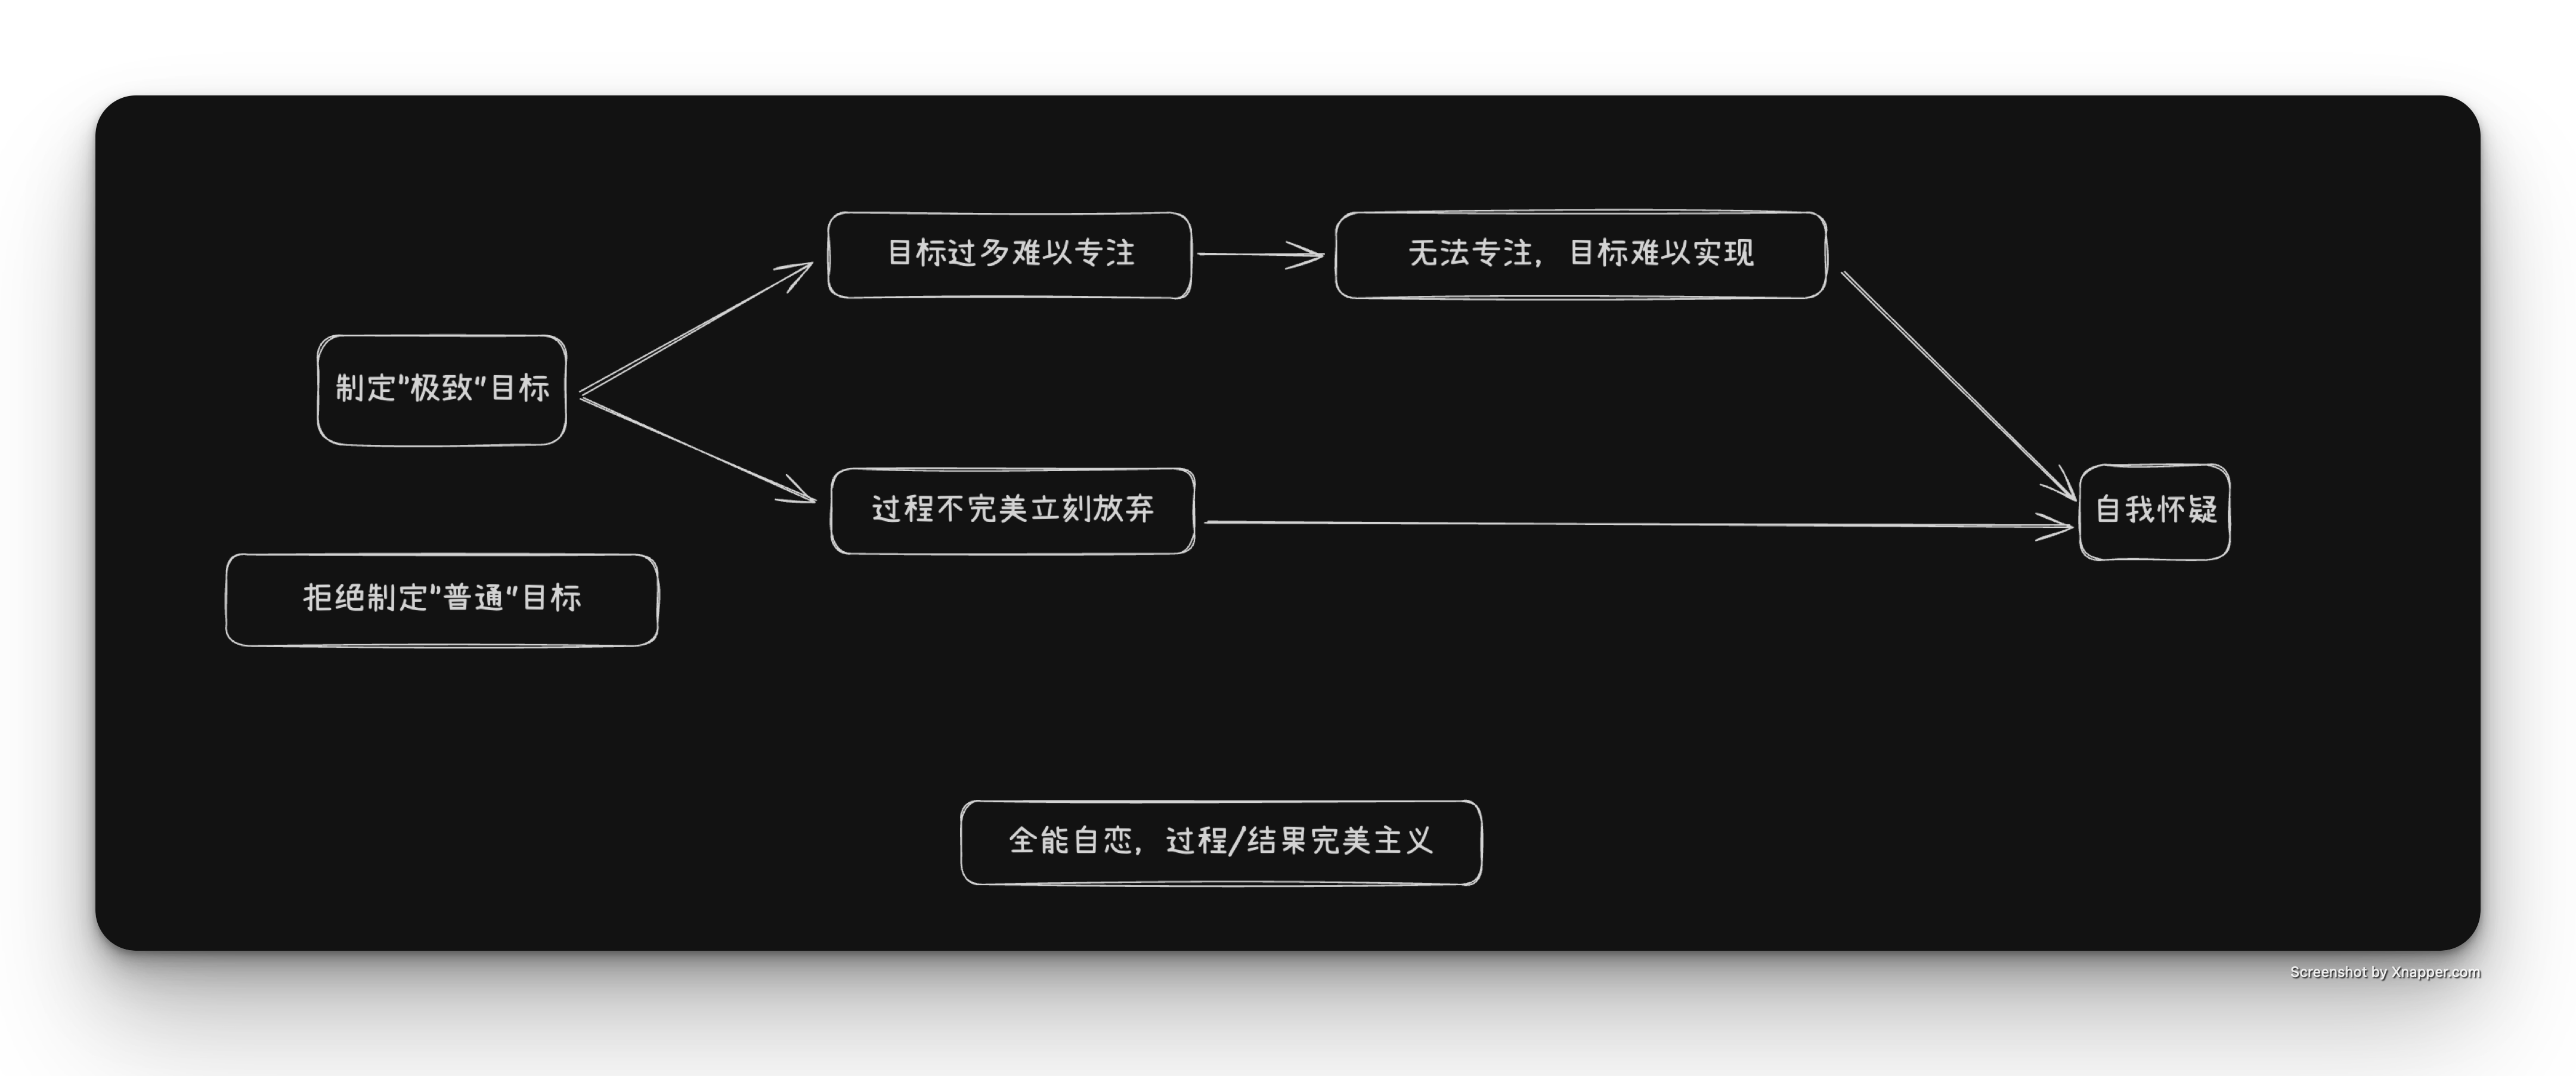 目标过多难以专注
无法专注，目标难以实现
制定"极致"目标
过程不完美立刻放弃
自我怀疑
拒绝制定"普通"目标
全能自恋，过程/结果完美主义
Screenshot by Xnapper.com